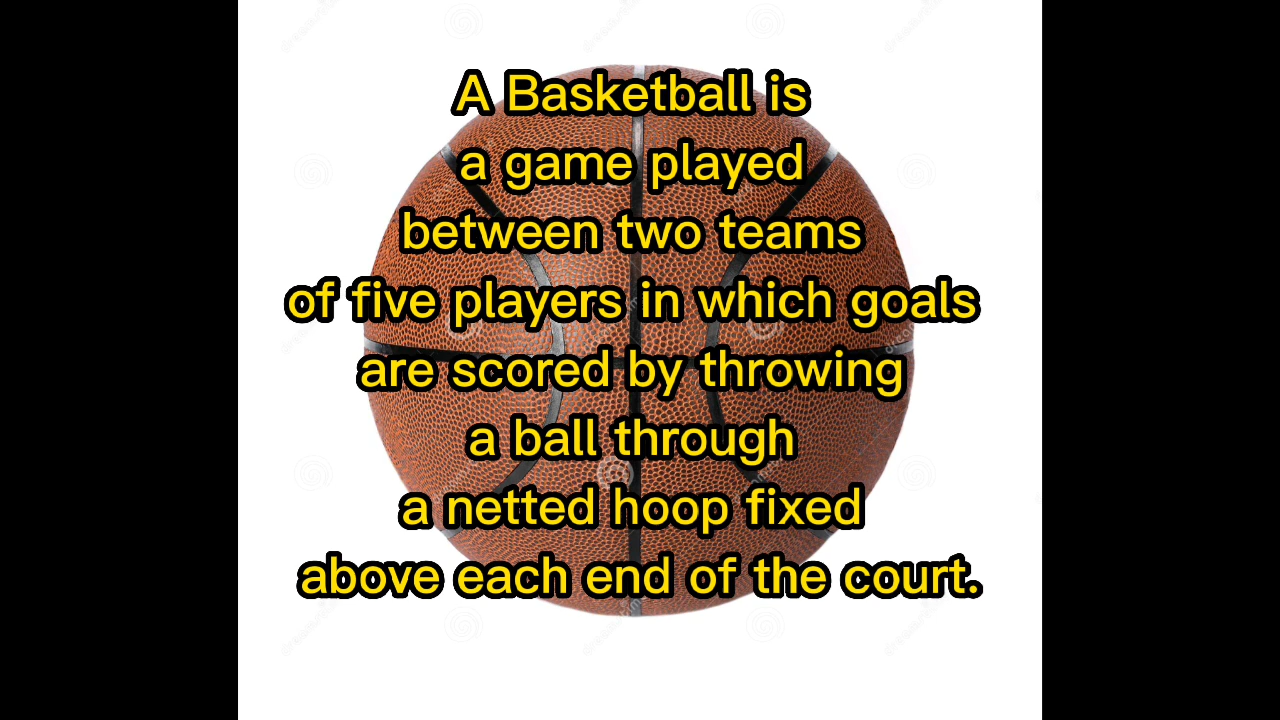 A Basketball is
a game played
between two teams
of five players in which goals
are scored by throwing
a ball through
a netted hoop fixed
above each end of the court.